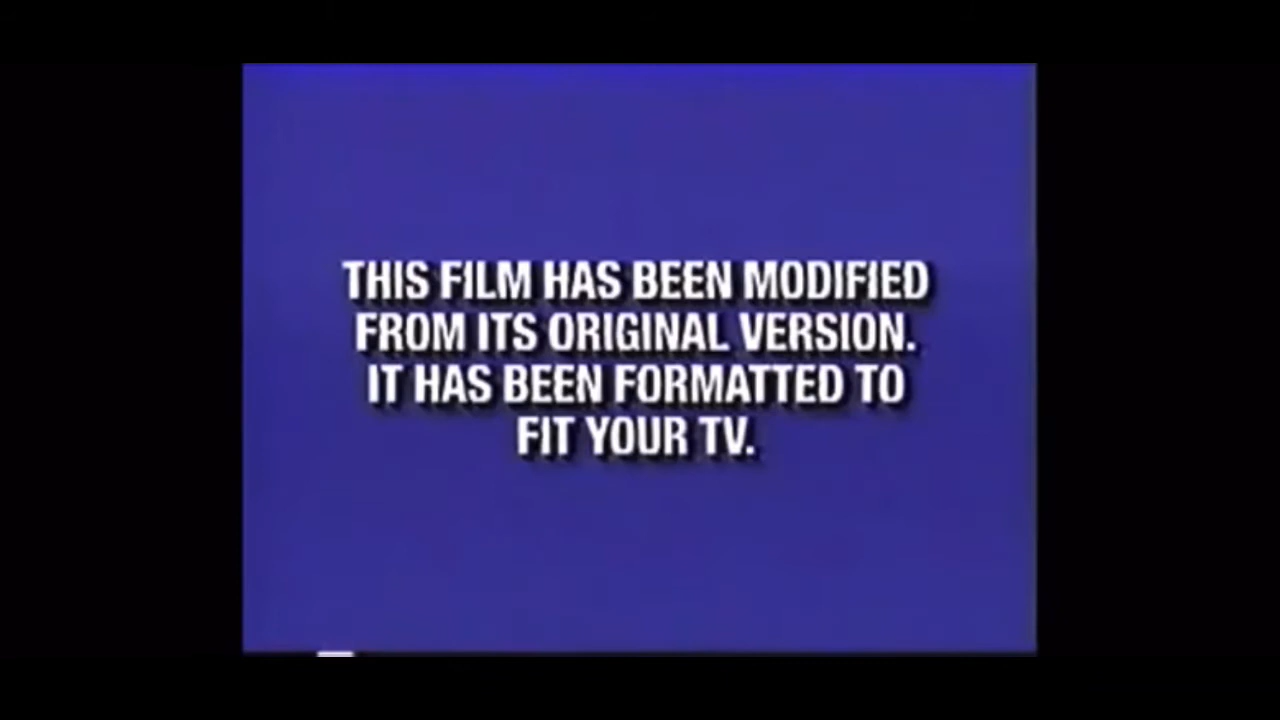 THIS FILM HAS BEEN MODIFIED
FROM ITS ORIGINAL VERSION.
IT HAS BEEN FORMATTED TO
FIT YOUR TV.